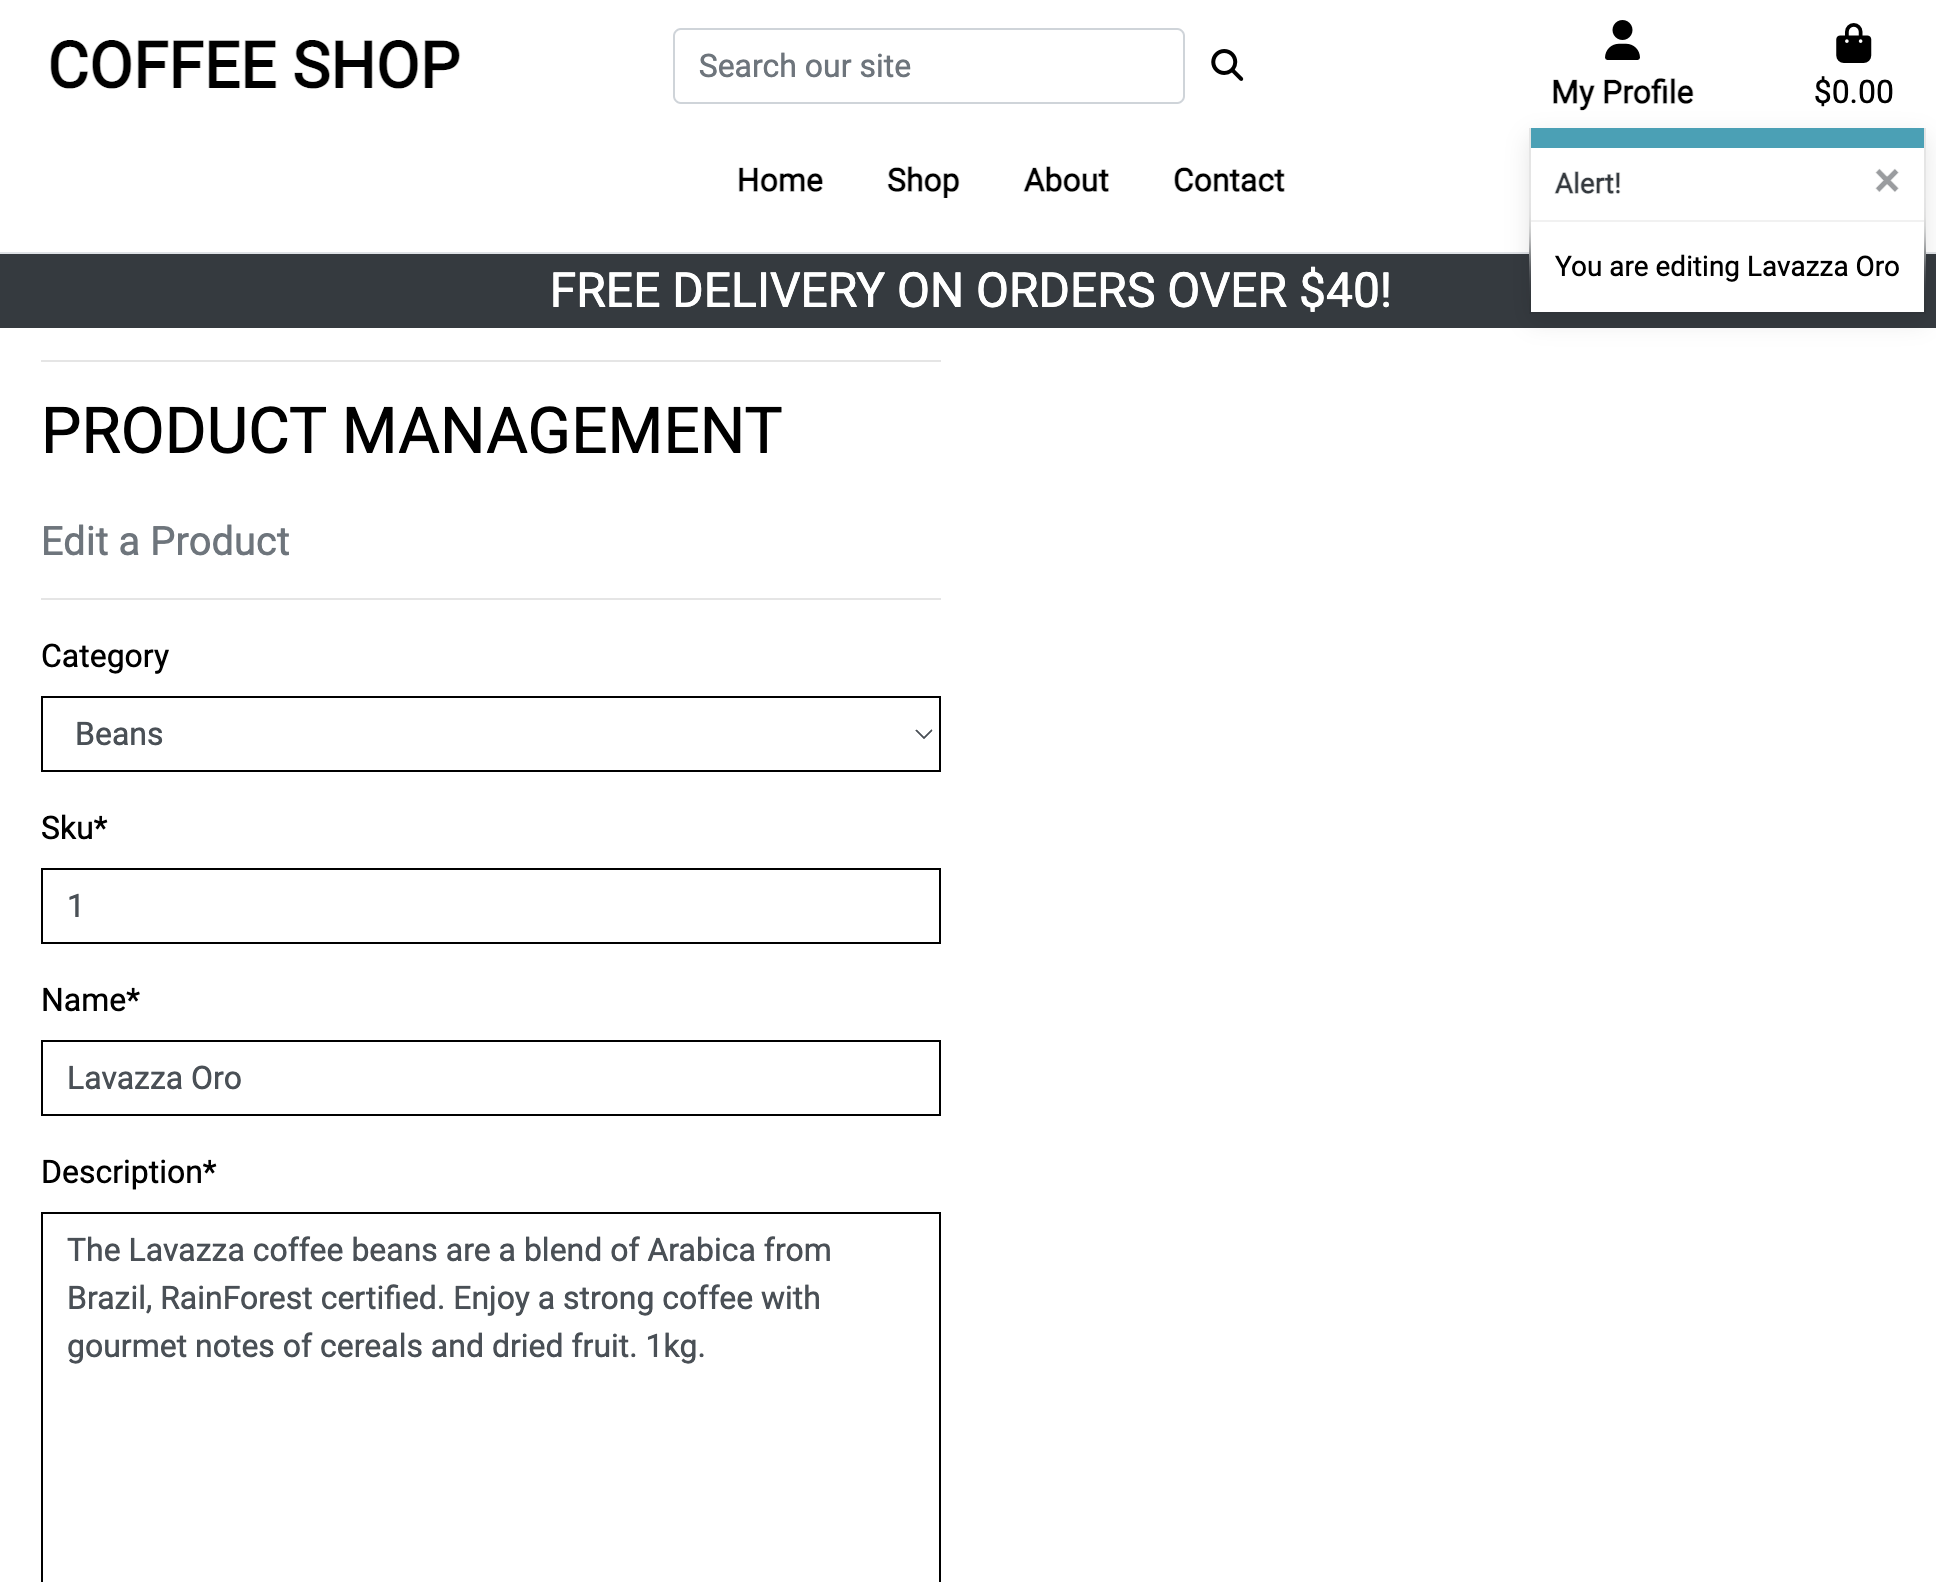 COFFEE SHOP
Search our site
My Profile
$0.00
Home
Shop
About
Contact
Alert!
You are editing Lavazza Oro
FREE DELIVERY ON ORDERS OVER $40!
PRODUCT MANAGEMENT
Edit a Product
Category
Beans
Sku*
1
Name*
Lavazza Oro
Description*
The Lavazza coffee beans are a blend of Arabica from
Brazil, RainForest certified. Enjoy a strong coffee with
gourmet notes of cereals and dried fruit. 1kg.